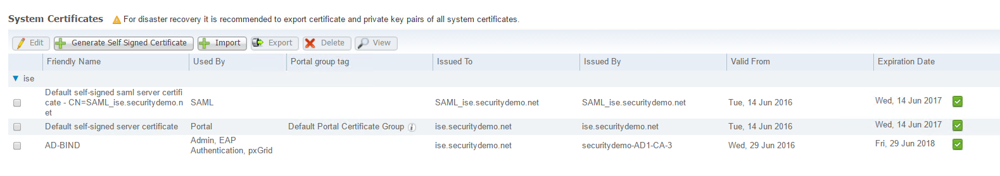 System Certificates For disaster recovery it is recommended to export certificate and private key pairs of all system certificates.
Edit Generate Self Signed Certificate Import Export Delete View
Friendly Name Used By Portal group tag Issued To Issued By Valid From Expiration Date
ise
Default self-signed saml server certifi
cate - CN=SAML_ise.securitydemo.n SAML SAML_ise.securitydemo.net SAML_ise.securitydemo.net Tue, 14 Jun 2016 Wed, 14 Jun 2017
et
Default self-signed server certificate Portal Default Portal Certificate Group ise.securitydemo.net ise.securitydemo.net Tue, 14 Jun 2016 Wed, 14 Jun 2017
AD-BIND Admin, EAP ise.securitydemo.net securitydemo-AD1-CA-3 Wed, 29 Jun 2016 Fri, 29 Jun 2018
Authentication, pxGrid